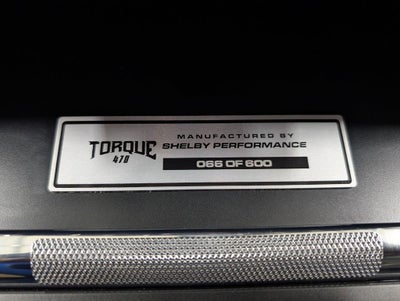 TORQUE
470
MANUFACTURED BY
SHELBY PERFORMANCE
066 OF 600